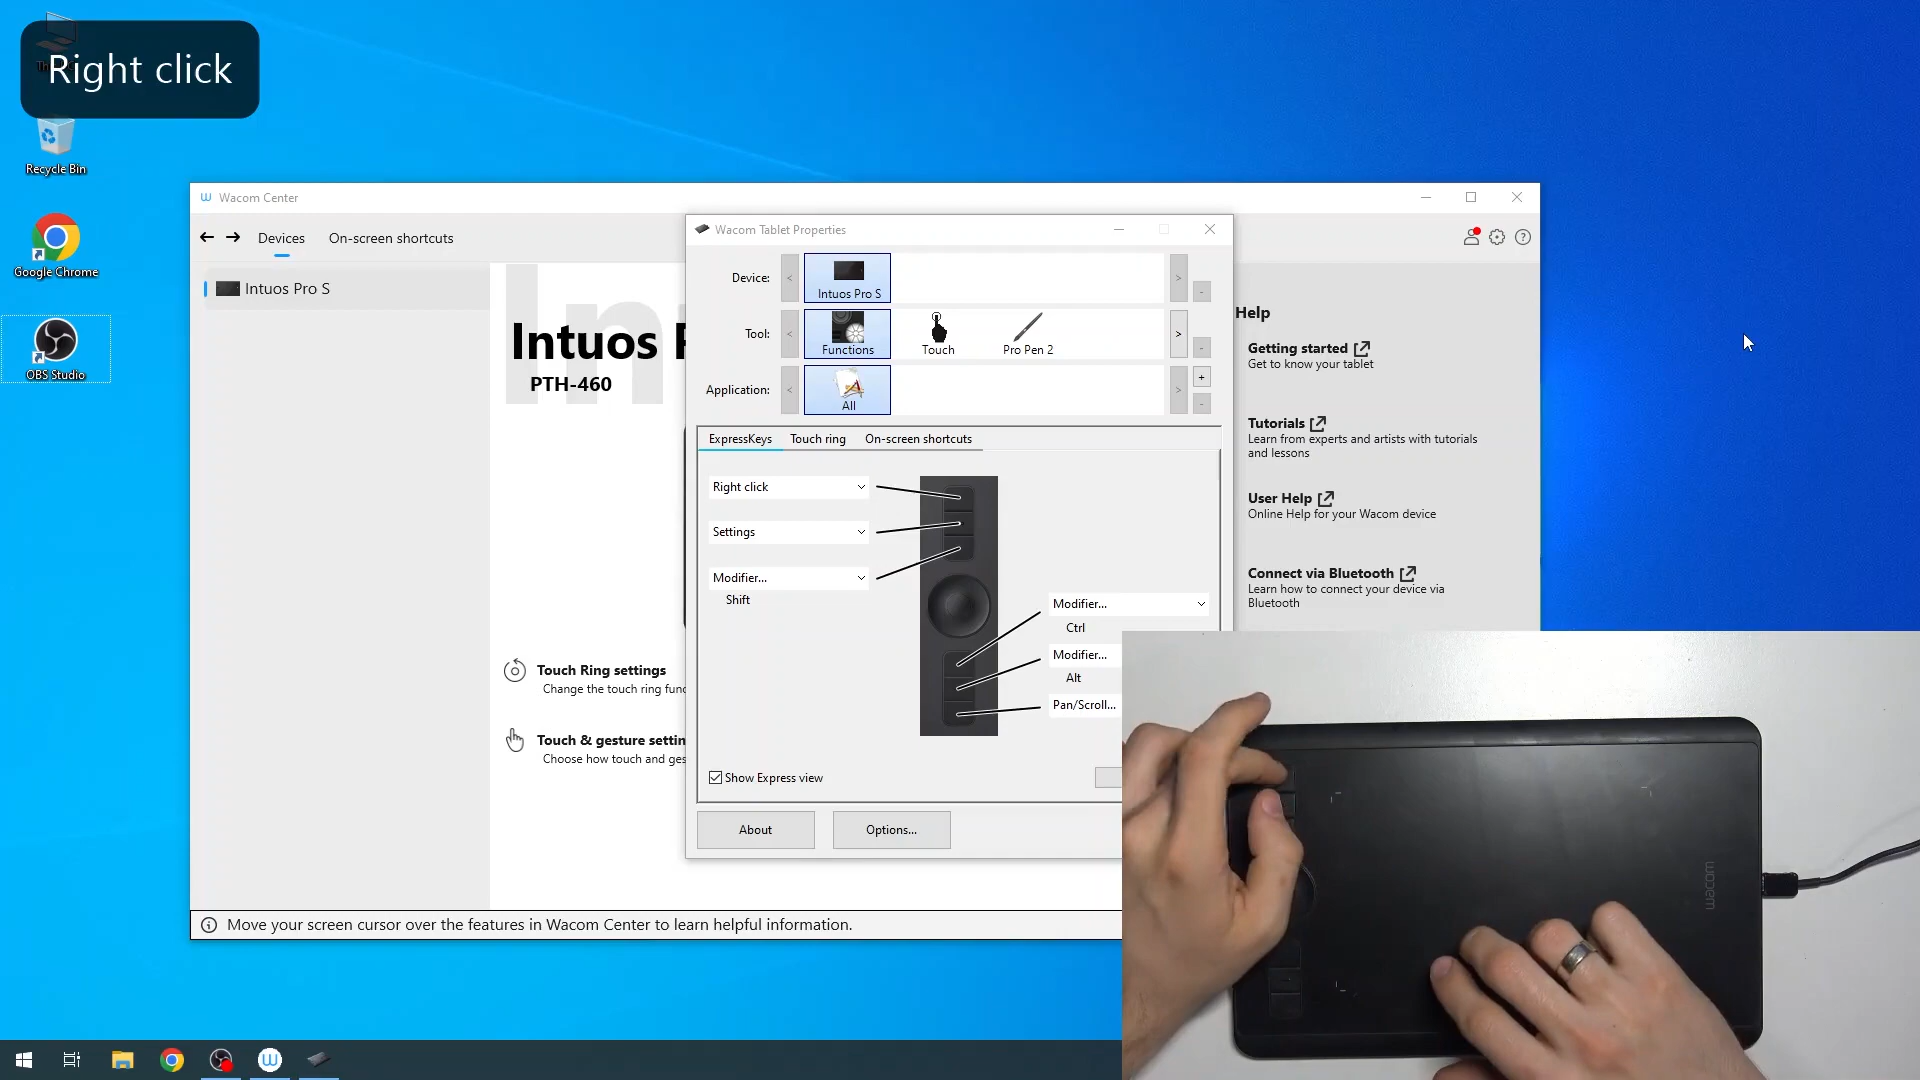 Right click
Recycle Bin
Google Chrome
OBS Studio
W Wacom Center
Devices
On-screen shortcuts
Intuos Pro S
Intuos
PTH-460
Touch Ring settings
Change the touch ring func
Touch & gesture settin
Choose how touch and ges
Wacom Tablet Properties
Device:
Intuos Pro S
Tool:
Functions
Touch
Pro Pen 2
Application:
All
ExpressKeys
Touch ring
On-screen shortcuts
Right click
Settings
Modifier...
Shift
Modifier...
Ctrl
Modifier...
Alt
Pan/Scroll...
Show Express view
About
Options...
Help
Getting started
Get to know your tablet
Tutorials
Learn from experts and artists with tutorials
and lessons
User Help
Online Help for your Wacom device
Connect via Bluetooth
Learn how to connect your device via
Bluetooth
Move your screen cursor over the features in Wacom Center to learn helpful information.
wacom